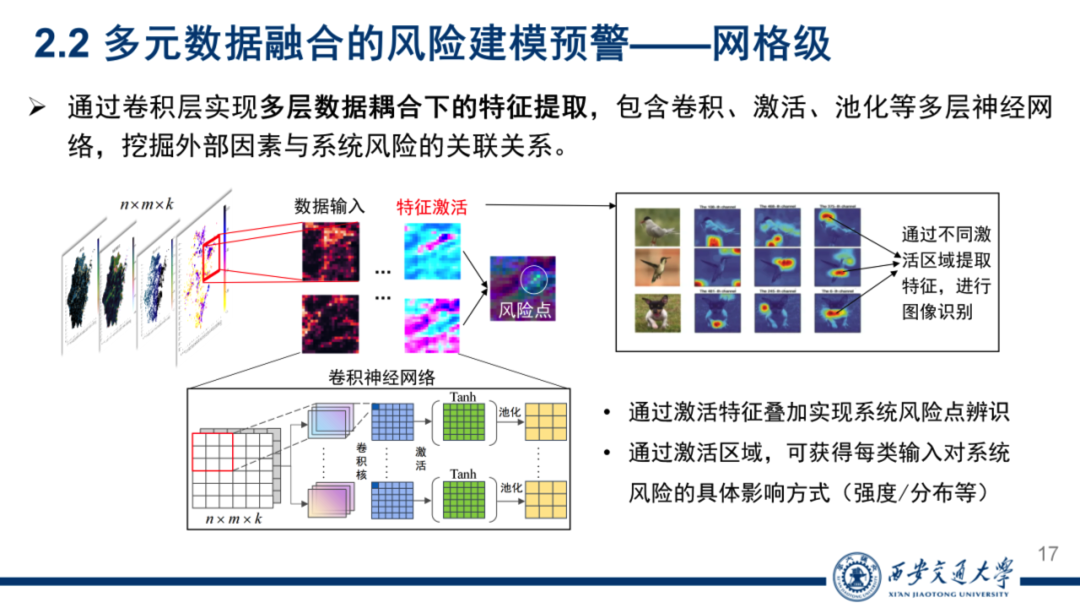 2.2 多元数据融合的风险建模预警——网格级
➢ 通过卷积层实现多层数据耦合下的特征提取，包含卷积、激活、池化等多层神经网
络，挖掘外部因素与系统风险的关联关系。
n×m×k
数据输入
特征激活
...
...
风险点
通过不同激
活区域提取
特征，进行
图像识别
卷积神经网络
卷
积
核
激
活
Tanh
池化
Tanh
池化
n×m×k
• 通过激活特征叠加实现系统风险点辨识
• 通过激活区域，可获得每类输入对系统
风险的具体影响方式（强度/分布等）
17
西安交通大学
XI'AN JIAOTONG UNIVERSITY